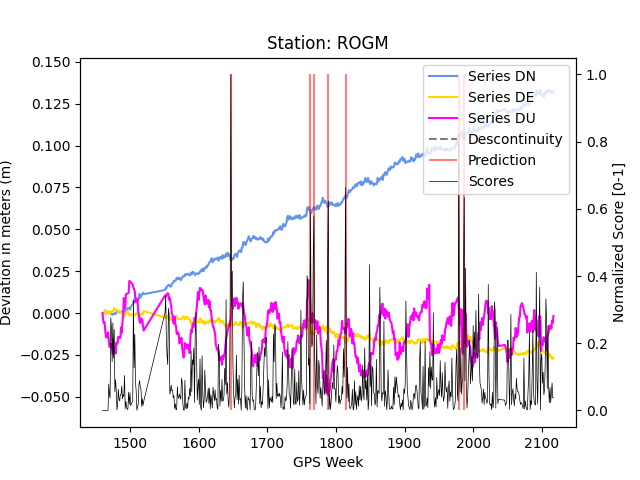 Station: ROGM
Deviation in meters (m)
0.150
0.125
0.100
0.075
0.050
0.025
0.000
−0.025
−0.050
1500 1600 1700 1800 1900 2000 2100
GPS Week
1.0
0.8
0.6
0.4
0.2
0.0
Normalized Score [0-1]
Series DN
Series DE
Series DU
Descontinuity
Prediction
Scores